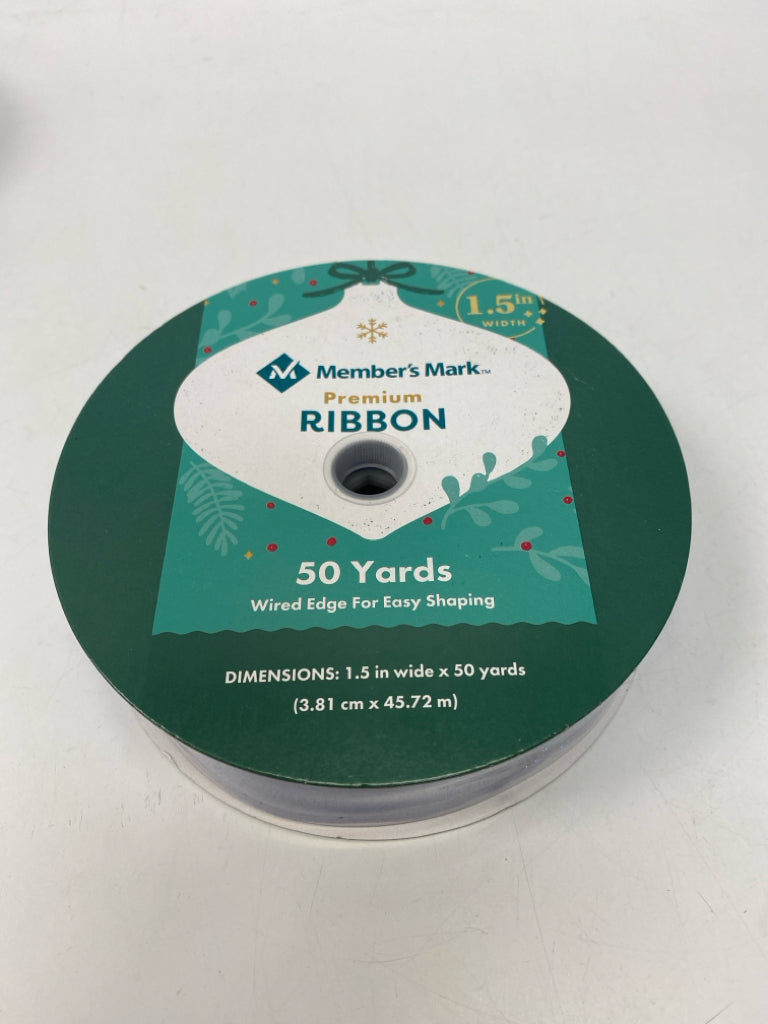 1.5in
WIDTH
Member's Mark™
Premium
RIBBON
50 Yards
Wired Edge For Easy Shaping
DIMENSIONS: 1.5 in wide x 50 yards
(3.81 cm x 45.72 m)